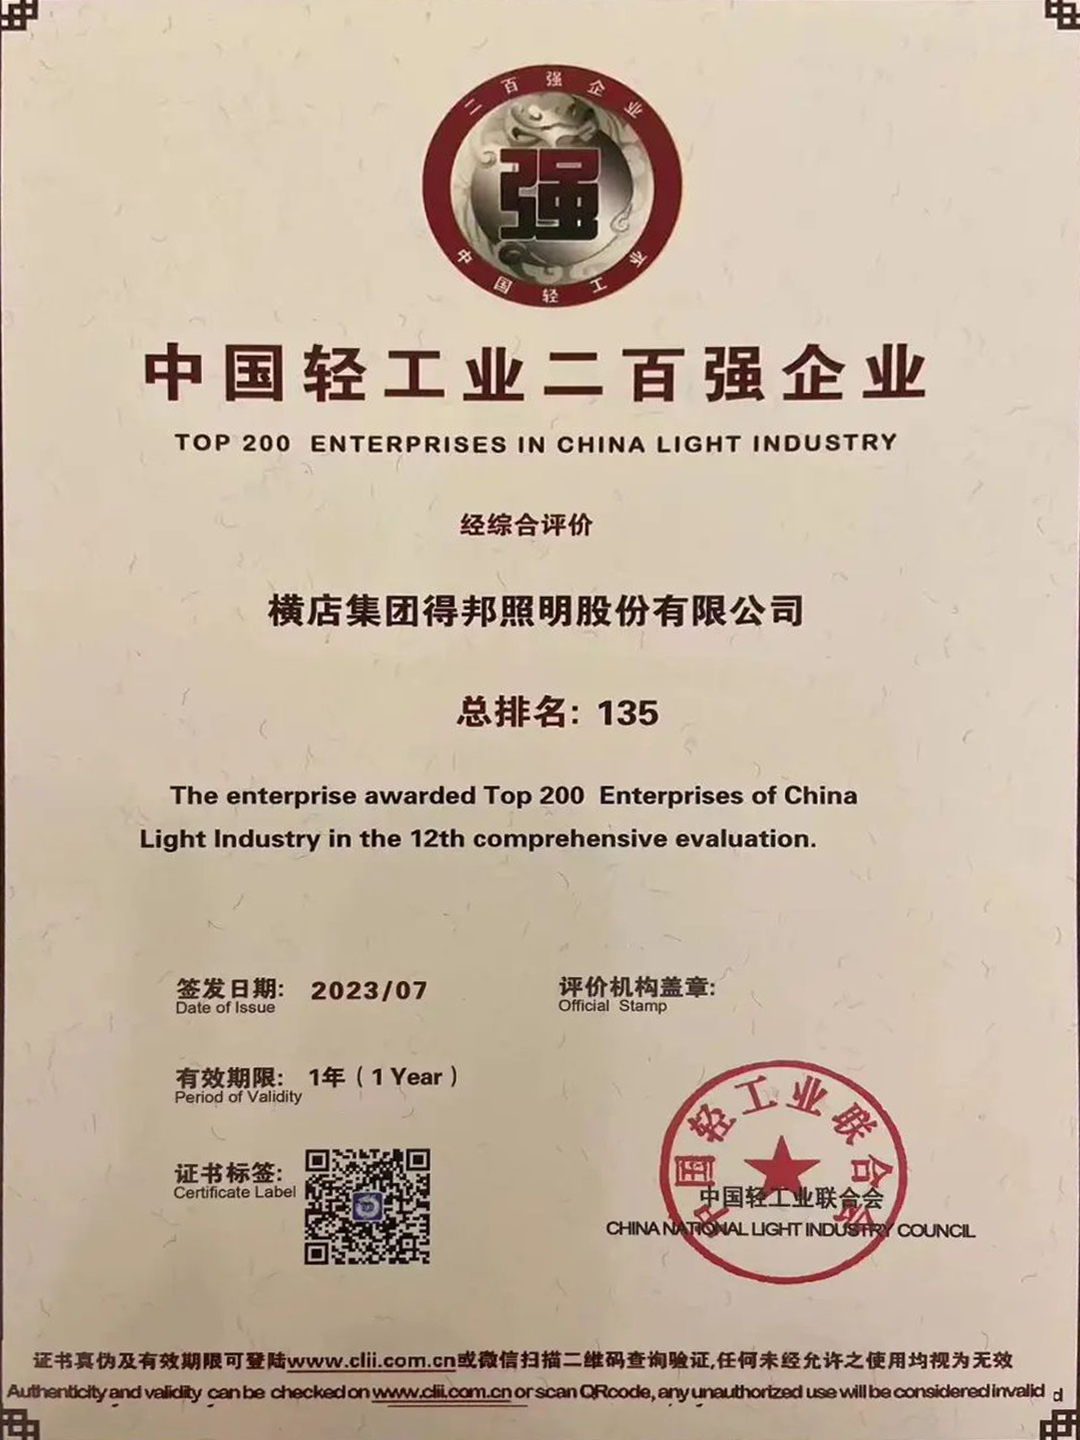 二百强企业
强
中国轻工业
中国轻工业二百强企业
TOP 200 ENTERPRISES IN CHINA LIGHT INDUSTRY
经综合评价
横店集团得邦照明股份有限公司
总排名: 135
The enterprise awarded Top 200 Enterprises of China
Light Industry in the 12th comprehensive evaluation.
签发日期: 2023/07
Date of Issue
评价机构盖章:
Official Stamp
有效期限: 1年 ( 1 Year )
Period of Validity
证书标签:
Certificate Label
中国轻工业联合会
中国轻工业联合会
CHINA NATIONAL LIGHT INDUSTRY COUNCIL
证书真伪及有效期限可登陆www.clii.com.cn或微信扫描二维码查询验证,任何未经允许之使用均视为无效
Authenticity and validity can be checked on www.clii.com.cn or scan QRcode, any unauthorized use will be considered invalid